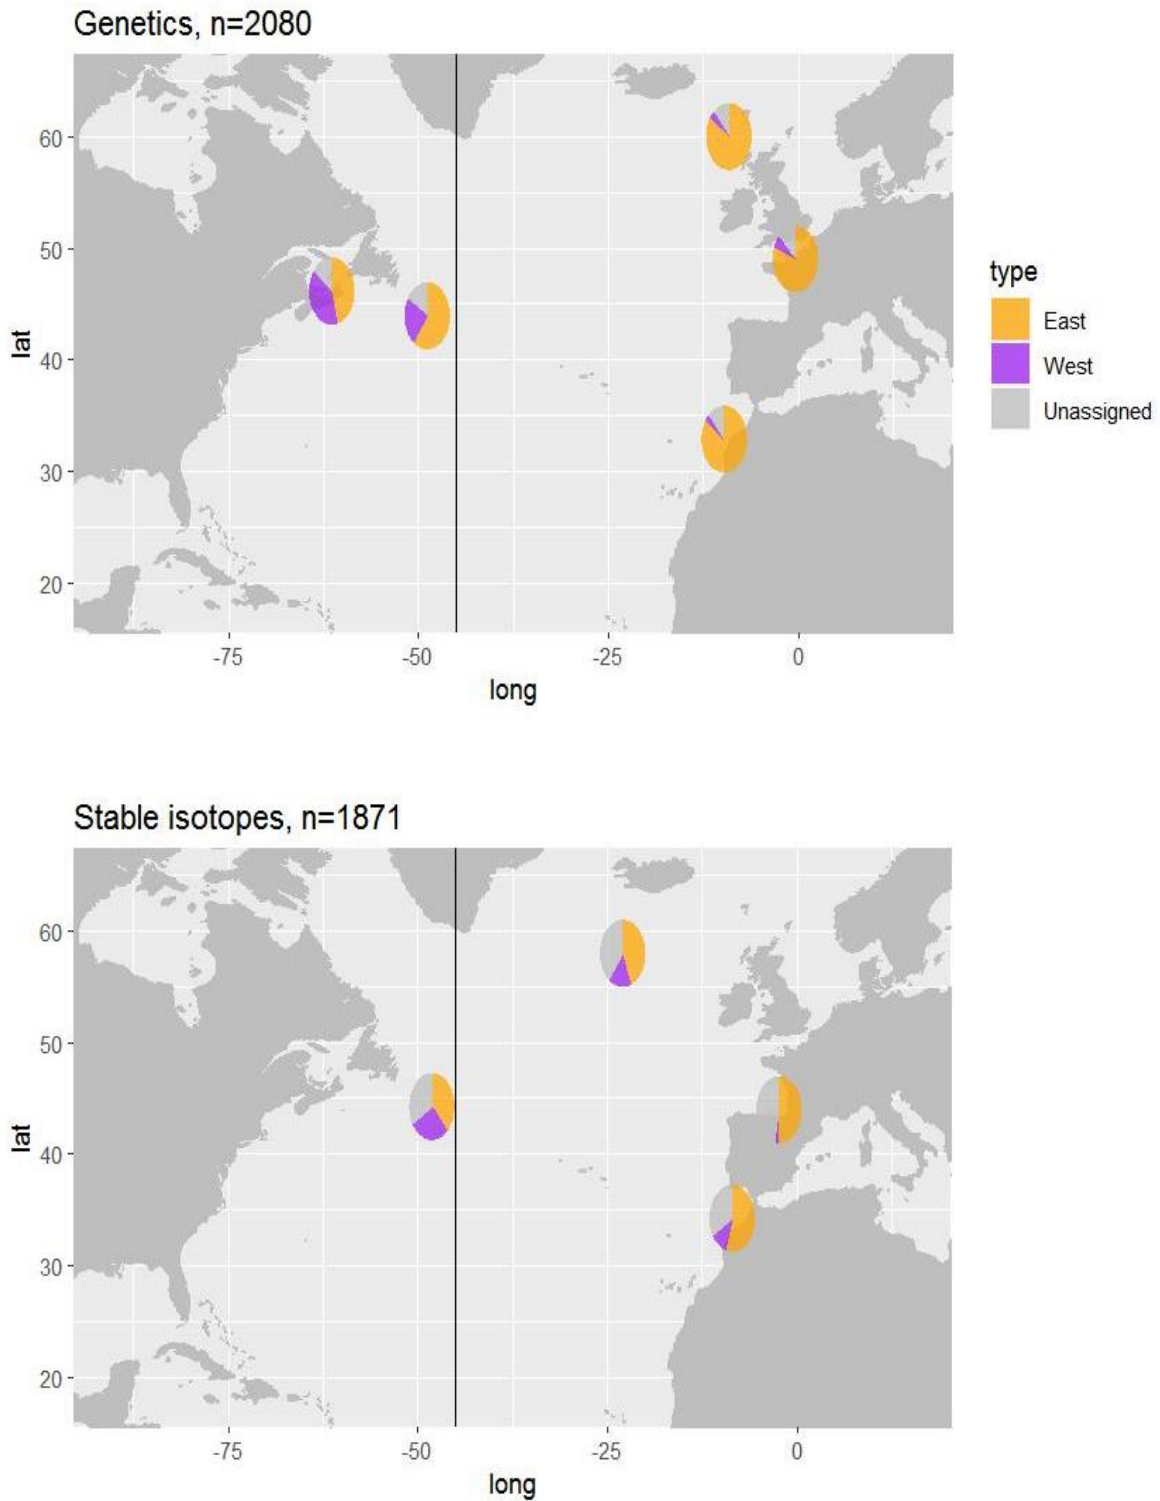 Genetics, n=2080
60
50
40
30
20
lat
-75
-50
-25
0
long
type
East
West
Unassigned
Stable isotopes, n=1871
60
50
40
30
20
lat
-75
-50
-25
0
long